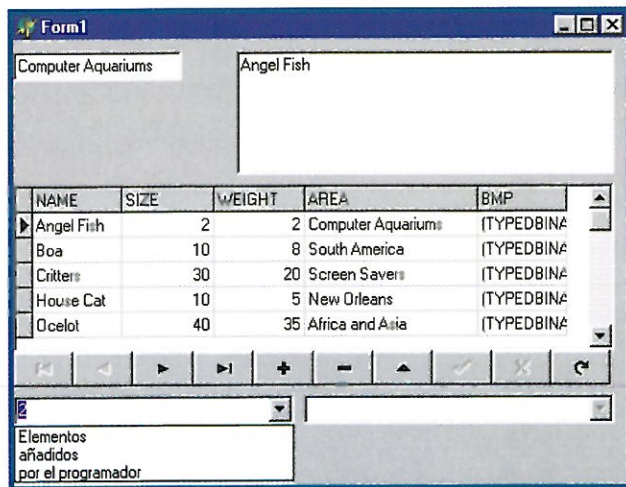 Form1
Computer Aquariums
Angel Fish
NAME SIZE WEIGHT AREA BMP
Angel Fish 2 2 Computer Aquariums (TYPEDBINA
Boa 10 8 South America (TYPEDBINA
Critters 30 20 Screen Savers (TYPEDBINA
House Cat 10 5 New Orleans (TYPEDBINA
Ocelot 40 35 Africa and Asia (TYPEDBINA
2
Elementos
añadidos
por el programador